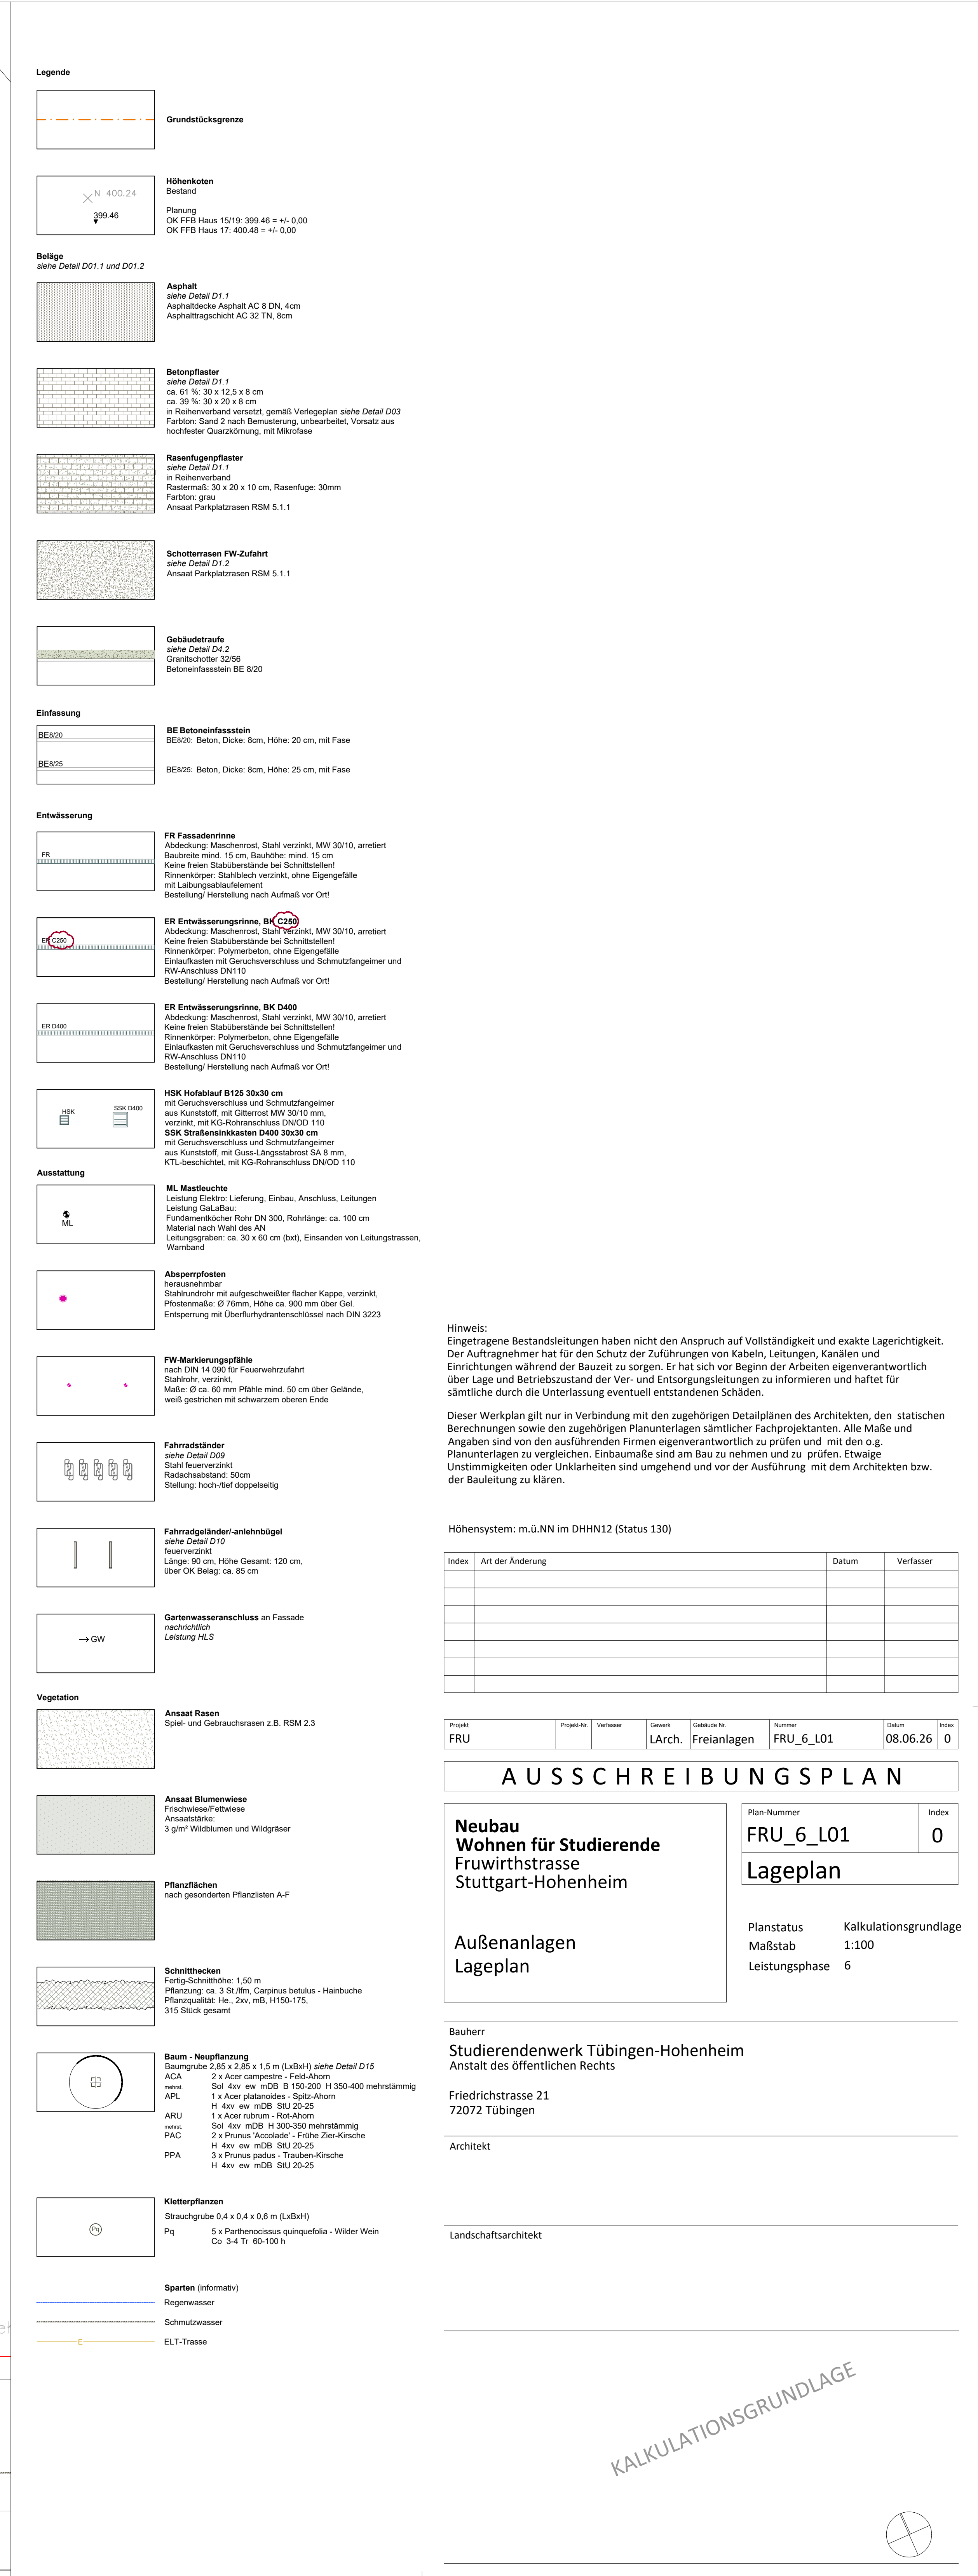 Legende
Grundstücksgrenze
N 400.24
399.46
Höhenkoten
Bestand
Planung
OK FFB Haus 15/19: 399.46 = +/- 0,00
OK FFB Haus 17: 400.48 = +/- 0,00
Beläge
siehe Detail D01.1 und D01.2
Asphalt
siehe Detail D1.1
Asphaltdecke Asphalt AC 8 DN, 4cm
Asphalttragschicht AC 32 TN, 8cm
Betonpflaster
siehe Detail D1.1
ca. 61 %: 30 x 12,5 x 8 cm
ca. 39 %: 30 x 20 x 8 cm
in Reihenverband versetzt, gemäß Verlegeplan siehe Detail D03
Farbton: Sand 2 nach Bemusterung, unbearbeitet, Vorsatz aus
hochfester Quarzkörnung, mit Mikrofase
Rasenfugenpflaster
siehe Detail D1.1
in Reihenverband
Rastermaß: 30 x 20 x 10 cm, Rasenfuge: 30mm
Farbton: grau
Ansaat Parkplatzrasen RSM 5.1.1
Schotterrasen FW-Zufahrt
siehe Detail D1.2
Ansaat Parkplatzrasen RSM 5.1.1
Gebäudetraufe
siehe Detail D4.2
Granitschotter 32/56
Betoneinfassstein BE 8/20
Einfassung
BE8/20
BE8/25
BE Betoneinfassstein
BE8/20: Beton, Dicke: 8cm, Höhe: 20 cm, mit Fase
BE8/25: Beton, Dicke: 8cm, Höhe: 25 cm, mit Fase
Entwässerung
FR
FR Fassadenrinne
Abdeckung: Maschenrost, Stahl verzinkt, MW 30/10, arretiert
Baubreite mind. 15 cm, Bauhöhe: mind. 15 cm
Keine freien Stabüberstände bei Schnittstellen!
Rinnenkörper: Stahlblech verzinkt, ohne Eigengefälle
mit Laibungsablaufelement
Bestellung/ Herstellung nach Aufmaß vor Ort!
ER C250
ER Entwässerungsrinne, BK C250
Abdeckung: Maschenrost, Stahl verzinkt, MW 30/10, arretiert
Keine freien Stabüberstände bei Schnittstellen!
Rinnenkörper: Polymerbeton, ohne Eigengefälle
Einlaufkasten mit Geruchsverschluss und Schmutzfangeimer und
RW-Anschluss DN110
Bestellung/ Herstellung nach Aufmaß vor Ort!
ER D400
ER Entwässerungsrinne, BK D400
Abdeckung: Maschenrost, Stahl verzinkt, MW 30/10, arretiert
Keine freien Stabüberstände bei Schnittstellen!
Rinnenkörper: Polymerbeton, ohne Eigengefälle
Einlaufkasten mit Geruchsverschluss und Schmutzfangeimer und
RW-Anschluss DN110
Bestellung/ Herstellung nach Aufmaß vor Ort!
HSK
SSK D400
HSK Hofablauf B125 30x30 cm
mit Geruchsverschluss und Schmutzfangeimer
aus Kunststoff, mit Gitterrost MW 30/10 mm,
verzinkt, mit KG-Rohranschluss DN/OD 110
SSK Straßensinkkasten D400 30x30 cm
mit Geruchsverschluss und Schmutzfangeimer
aus Kunststoff, mit Guss-Längsstabrost SA 8 mm,
KTL-beschichtet, mit KG-Rohranschluss DN/OD 110
Ausstattung
ML
ML Mastleuchte
Leistung Elektro: Lieferung, Einbau, Anschluss, Leitungen
Leistung GaLaBau:
Fundamentköcher Rohr DN 300, Rohrlänge: ca. 100 cm
Material nach Wahl des AN
Leitungsgraben: ca. 30 x 60 cm (bxt), Einsanden von Leitungstrassen,
Warnband
Absperrpfosten
herausnehmbar
Stahlrundrohr mit aufgeschweißter flacher Kappe, verzinkt,
Pfostenmaße: Ø 76mm, Höhe ca. 900 mm über Gel.
Entsperrung mit Überflurhydrantenschlüssel nach DIN 3223
FW-Markierungspfähle
nach DIN 14 090 für Feuerwehrzufahrt
Stahlrohr, verzinkt,
Maße: Ø ca. 60 mm Pfähle mind. 50 cm über Gelände,
weiß gestrichen mit schwarzem oberen Ende
Fahrradständer
siehe Detail D09
Stahl feuerverzinkt
Radachsabstand: 50cm
Stellung: hoch-/tief doppelseitig
Fahrradgeländer/-anlehnbügel
siehe Detail D10
feuerverzinkt
Länge: 90 cm, Höhe Gesamt: 120 cm,
über OK Belag: ca. 85 cm
GW
Gartenwasseranschluss an Fassade
nachrichtlich
Leistung HLS
Vegetation
Ansaat Rasen
Spiel- und Gebrauchsrasen z.B. RSM 2.3
Ansaat Blumenwiese
Frischwiese/Fettwiese
Ansaatstärke:
3 g/m² Wildblumen und Wildgräser
Pflanzflächen
nach gesonderten Pflanzlisten A-F
Schnitthecken
Fertig-Schnitthöhe: 1,50 m
Pflanzung: ca. 3 St./lfm, Carpinus betulus - Hainbuche
Pflanzqualität: He., 2xv, mB, H150-175,
315 Stück gesamt
Baum - Neupflanzung
Baumgrube 2,85 x 2,85 x 1,5 m (LxBxH) siehe Detail D15
ACA 2 x Acer campestre - Feld-Ahorn
mehrst. Sol 4xv ew mDB B 150-200 H 350-400 mehrstämmig
APL 1 x Acer platanoides - Spitz-Ahorn
H 4xv ew mDB StU 20-25
ARU 1 x Acer rubrum - Rot-Ahorn
mehrst. Sol 4xv mDB H 300-350 mehrstämmig
PAC 2 x Prunus 'Accolade' - Frühe Zier-Kirsche
H 4xv ew mDB StU 20-25
PPA 3 x Prunus padus - Trauben-Kirsche
H 4xv ew mDB StU 20-25
Pq
Kletterpflanzen
Strauchgrube 0,4 x 0,4 x 0,6 m (LxBxH)
Pq 5 x Parthenocissus quinquefolia - Wilder Wein
Co 3-4 Tr 60-100 h
Sparten (informativ)
Regenwasser
Schmutzwasser
E
ELT-Trasse
Hinweis:
Eingetragene Bestandsleitungen haben nicht den Anspruch auf Vollständigkeit und exakte Lagerichtigkeit.
Der Auftragnehmer hat für den Schutz der Zuführungen von Kabeln, Leitungen, Kanälen und
Einrichtungen während der Bauzeit zu sorgen. Er hat sich vor Beginn der Arbeiten eigenverantwortlich
über Lage und Betriebszustand der Ver- und Entsorgungsleitungen zu informieren und haftet für
sämtliche durch die Unterlassung eventuell entstandenen Schäden.
Dieser Werkplan gilt nur in Verbindung mit den zugehörigen Detailplänen des Architekten, den statischen
Berechnungen sowie den zugehörigen Planunterlagen sämtlicher Fachprojektanten. Alle Maße und
Angaben sind von den ausführenden Firmen eigenverantwortlich zu prüfen und mit den o.g.
Planunterlagen zu vergleichen. Einbaumaße sind am Bau zu nehmen und zu prüfen. Etwaige
Unstimmigkeiten oder Unklarheiten sind umgehend und vor der Ausführung mit dem Architekten bzw.
der Bauleitung zu klären.
Höhensystem: m.ü.NN im DHHN12 (Status 130)
Index Art der Änderung Datum Verfasser
Projekt Projekt-Nr. Verfasser Gewerk Gebäude Nr. Nummer Datum Index
FRU LArch. Freianlagen FRU_6_L01 08.06.26 0
AUSSCHREIBUNGSPLAN
Neubau
Wohnen für Studierende
Fruwirthstrasse
Stuttgart-Hohenheim
Außenanlagen
Lageplan
Plan-Nummer Index
FRU_6_L01 0
Lageplan
Planstatus Kalkulationsgrundlage
Maßstab 1:100
Leistungsphase 6
Bauherr
Studierendenwerk Tübingen-Hohenheim
Anstalt des öffentlichen Rechts
Friedrichstrasse 21
72072 Tübingen
Architekt
Landschaftsarchitekt
KALKULATIONSGRUNDLAGE